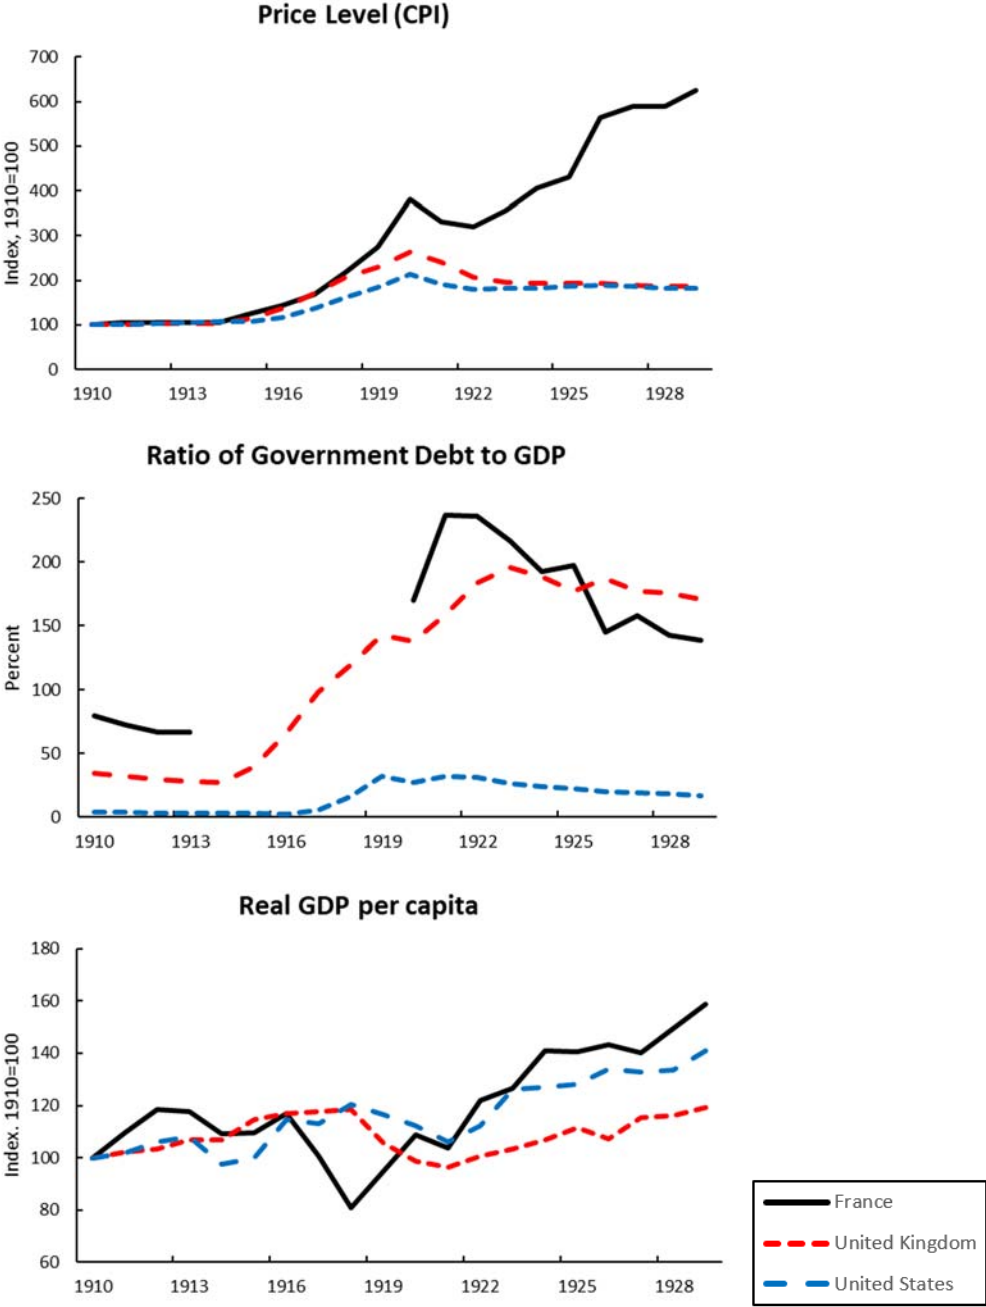 Price Level (CPI)
Index, 1910=100
700
600
500
400
300
200
100
0
1910 1913 1916 1919 1922 1925 1928
Ratio of Government Debt to GDP
Percent
250
200
150
100
50
0
1910 1913 1916 1919 1922 1925 1928
Real GDP per capita
Index. 1910=100
180
160
140
120
100
80
60
1910 1913 1916 1919 1922 1925 1928
France
United Kingdom
United States